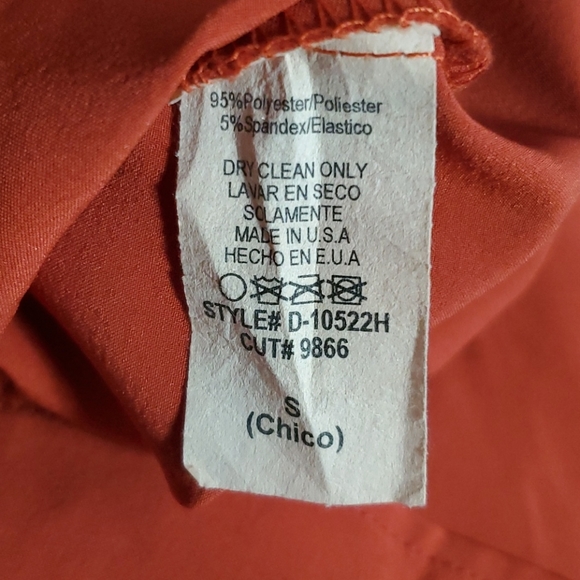 95%Polyester/Poliester
5%Spandex/Elastico
DRY CLEAN ONLY
LAVAR EN SECO
SOLAMENTE
MADE IN U.S.A
HECHO EN E.U.A
STYLE# D-10522H
CUT# 9866
S
(Chico)